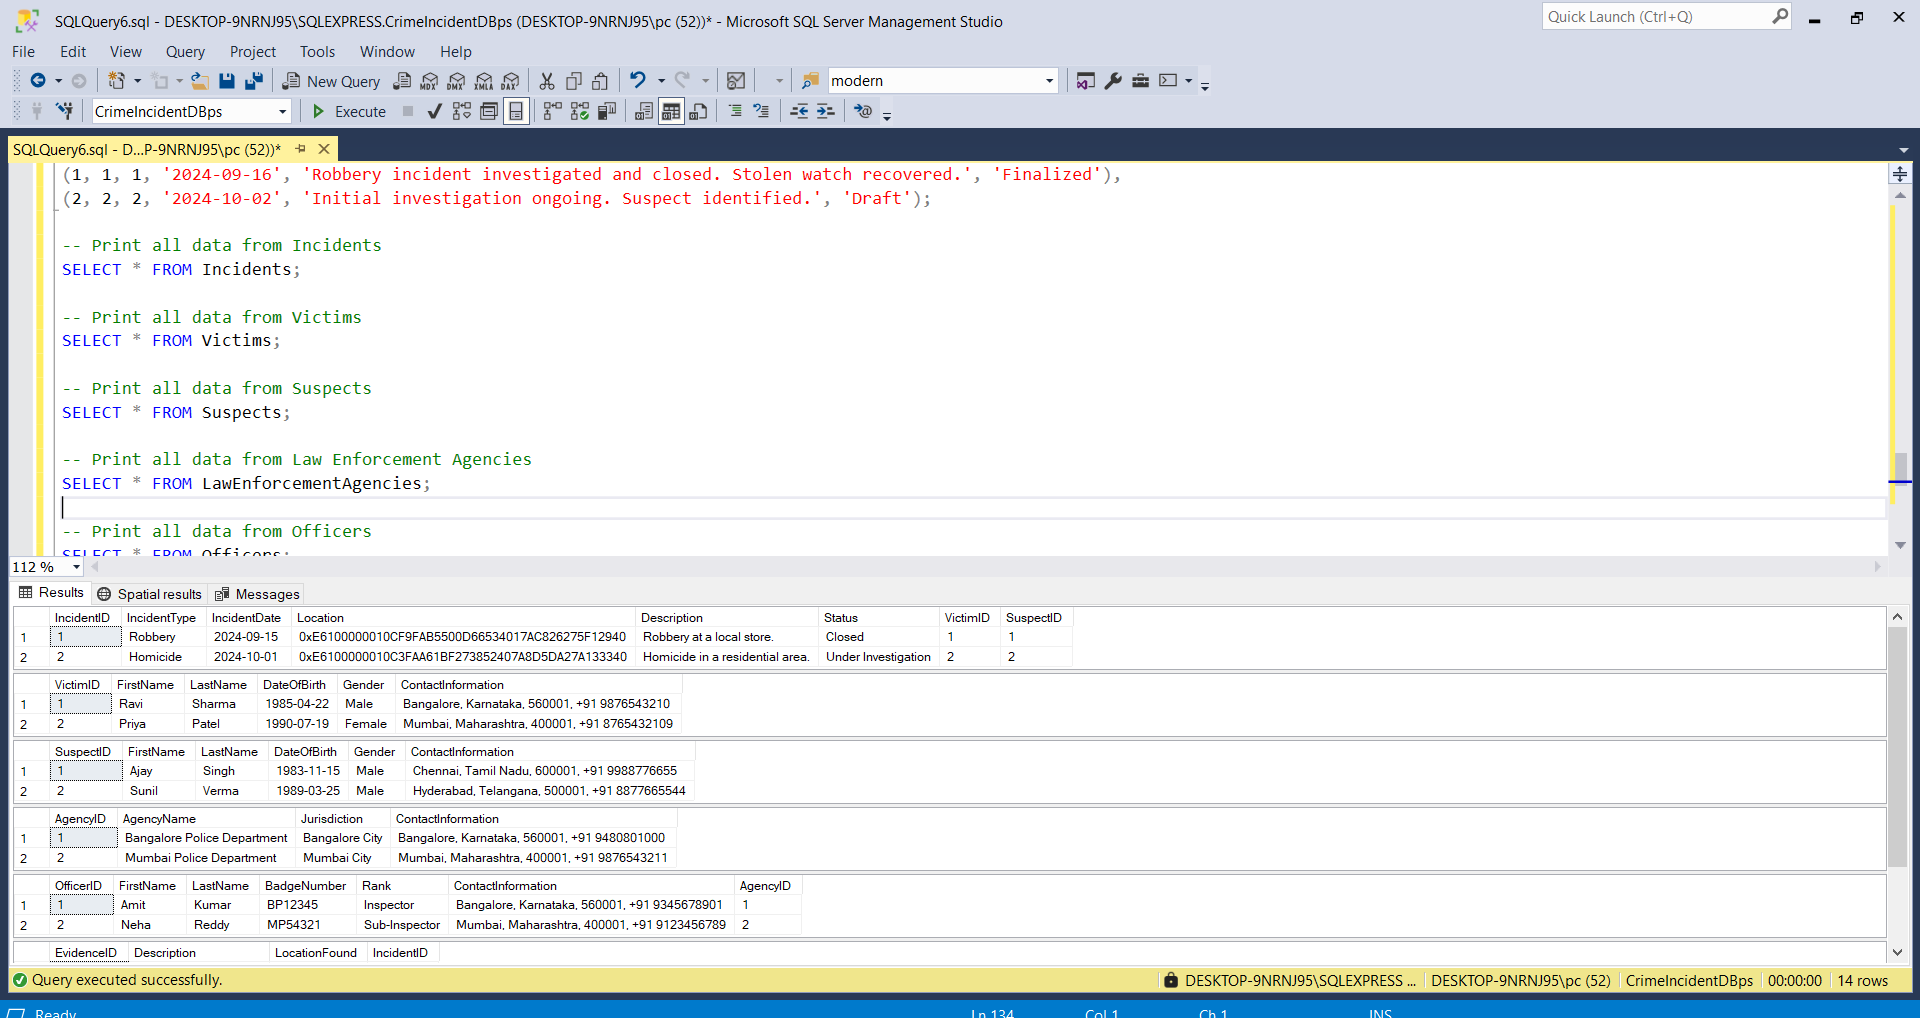 SQLQuery6.sql - DESKTOP-9NRNJ95\SQLEXPRESS.CrimeIncidentDBps (DESKTOP-9NRNJ95\pc (52))* - Microsoft SQL Server Management Studio
Quick Launch (Ctrl+Q)
File Edit View Query Project Tools Window Help
New Query MDX DMX XMLA DAX modern
CrimeIncidentDBps Execute
SQLQuery6.sql - D...P-9NRNJ95\pc (52))*
(1, 1, 1, '2024-09-16', 'Robbery incident investigated and closed. Stolen watch recovered.', 'Finalized'),
(2, 2, 2, '2024-10-02', 'Initial investigation ongoing. Suspect identified.', 'Draft');
-- Print all data from Incidents
SELECT * FROM Incidents;
-- Print all data from Victims
SELECT * FROM Victims;
-- Print all data from Suspects
SELECT * FROM Suspects;
-- Print all data from Law Enforcement Agencies
SELECT * FROM LawEnforcementAgencies;
-- Print all data from Officers
SELECT * FROM Officers;
112 %
Results Spatial results Messages
IncidentID IncidentType IncidentDate Location Description Status VictimID SuspectID
1 1 Robbery 2024-09-15 0xE6100000010CF9FAB5500D66534017AC826275F12940 Robbery at a local store. Closed 1 1
2 2 Homicide 2024-10-01 0xE6100000010C3FAA61BF273852407A8D5DA27A133340 Homicide in a residential area. Under Investigation 2 2
VictimID FirstName LastName DateOfBirth Gender ContactInformation
1 1 Ravi Sharma 1985-04-22 Male Bangalore, Karnataka, 560001, +91 9876543210
2 2 Priya Patel 1990-07-19 Female Mumbai, Maharashtra, 400001, +91 8765432109
SuspectID FirstName LastName DateOfBirth Gender ContactInformation
1 1 Ajay Singh 1983-11-15 Male Chennai, Tamil Nadu, 600001, +91 9988776655
2 2 Sunil Verma 1989-03-25 Male Hyderabad, Telangana, 500001, +91 8877665544
AgencyID AgencyName Jurisdiction ContactInformation
1 1 Bangalore Police Department Bangalore City Bangalore, Karnataka, 560001, +91 9480801000
2 2 Mumbai Police Department Mumbai City Mumbai, Maharashtra, 400001, +91 9876543211
OfficerID FirstName LastName BadgeNumber Rank ContactInformation AgencyID
1 1 Amit Kumar BP12345 Inspector Bangalore, Karnataka, 560001, +91 9345678901 1
2 2 Neha Reddy MP54321 Sub-Inspector Mumbai, Maharashtra, 400001, +91 9123456789 2
EvidenceID Description LocationFound IncidentID
Query executed successfully. DESKTOP-9NRNJ95\SQLEXPRESS ... DESKTOP-9NRNJ95\pc (52) CrimeIncidentDBps 00:00:00 14 rows
Ready Ln 134 Col 1 Ch 1 INS